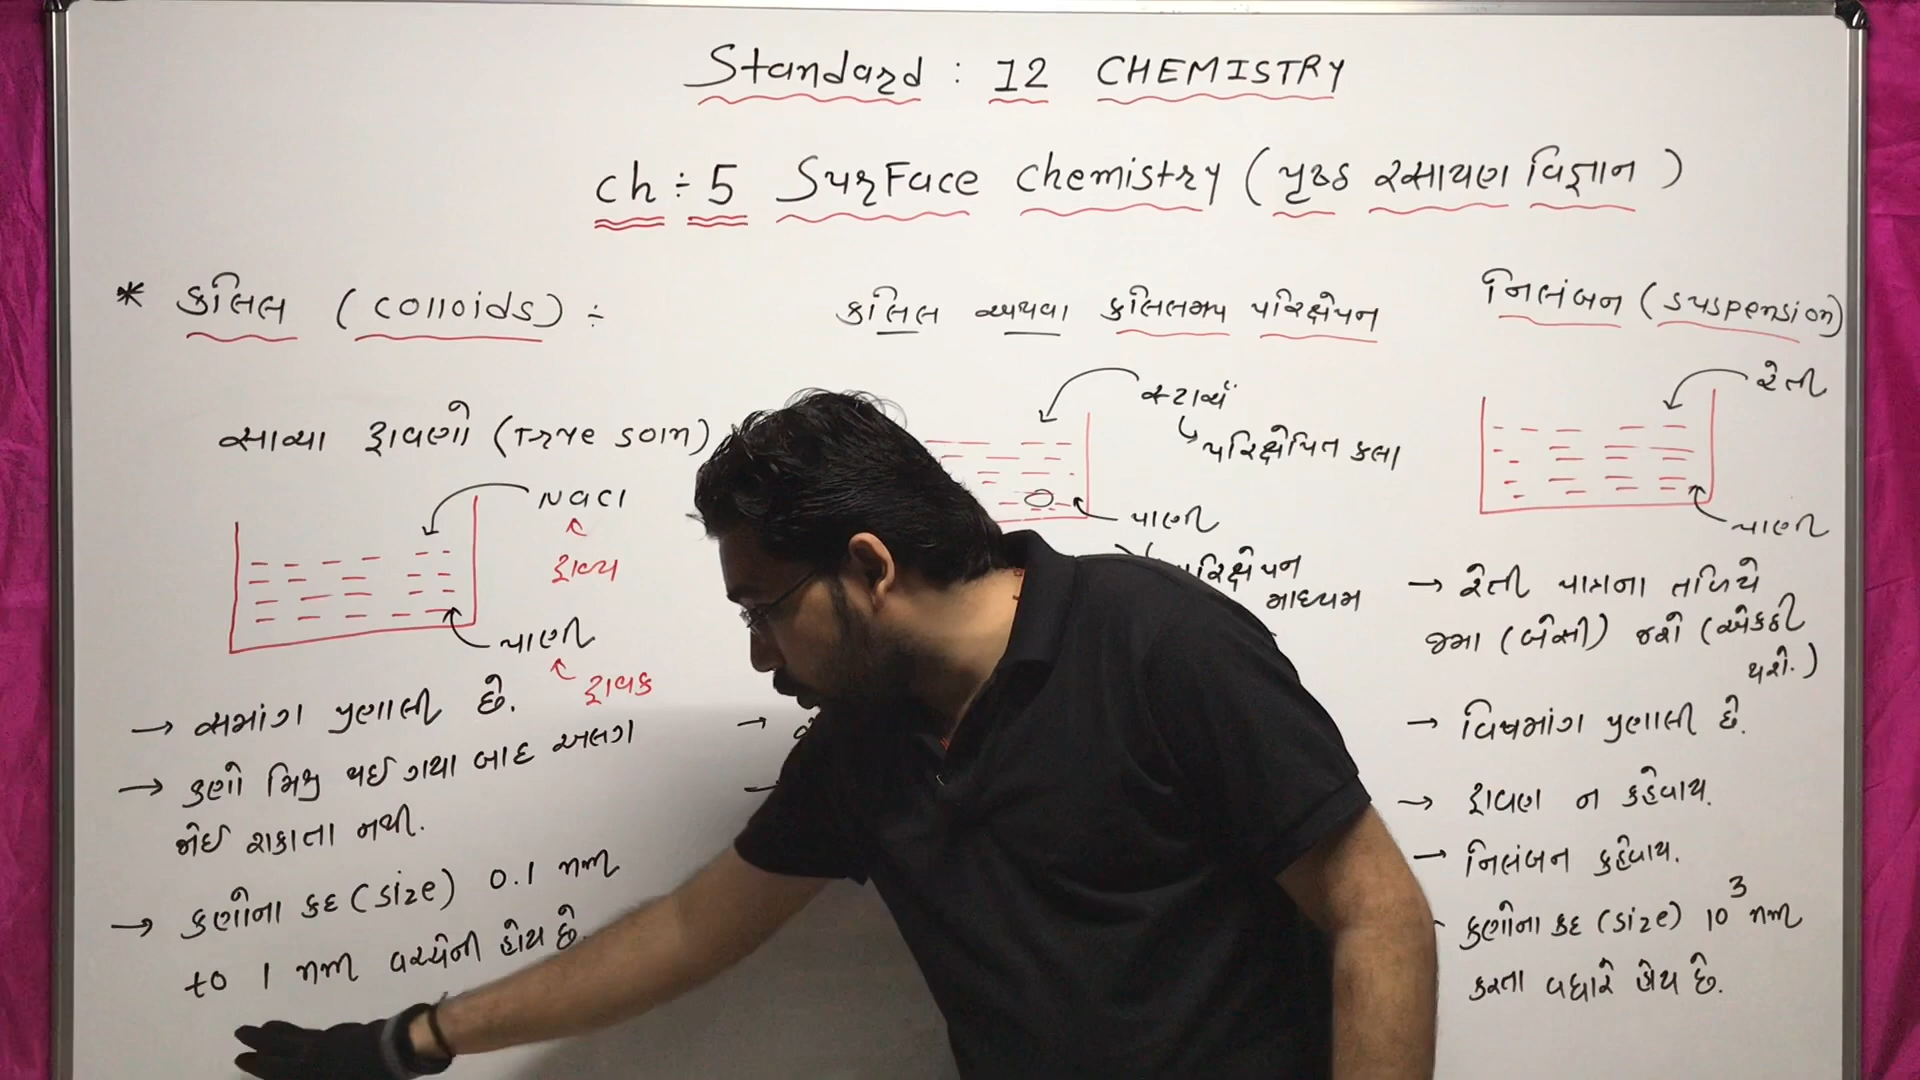 Standard : 12 CHEMISTRY
ch÷5 Surface chemistry (પૃષ્ઠ રસાયણ વિજ્ઞાન)
* કલિલ (colloids) ÷
સાચા દ્રાવણો (True soln)
NaCl
દ્રાવ્ય
પાણી
દ્રાવક
→ સમાંગ પ્રણાલી છે.
→ કણો મિશ્ર થઈ ગયા બાદ અલગ
જોઈ શકાતા નથી.
→ કણોના કદ (size) 0.1 nm
to 1 nm વચ્ચેની હોય છે.
કલિલ અથવા કલિલમય પરિક્ષેપન
સ્ટાર્ચ
પરિક્ષેપિત કલા
પાણી
પરિક્ષેપન
માધ્યમ
નિલંબન (suspension)
રેતી
પાણી
→ રેતી પાત્રના તળિયે
જમા (બેસી) જશે (એકઠી
થશે.)
→ વિષમાંગ પ્રણાલી છે.
→ દ્રાવણ ન કહેવાય.
→ નિલંબન કહેવાય.
કણોના કદ (size) 10³ nm
કરતા વધારે હોય છે.